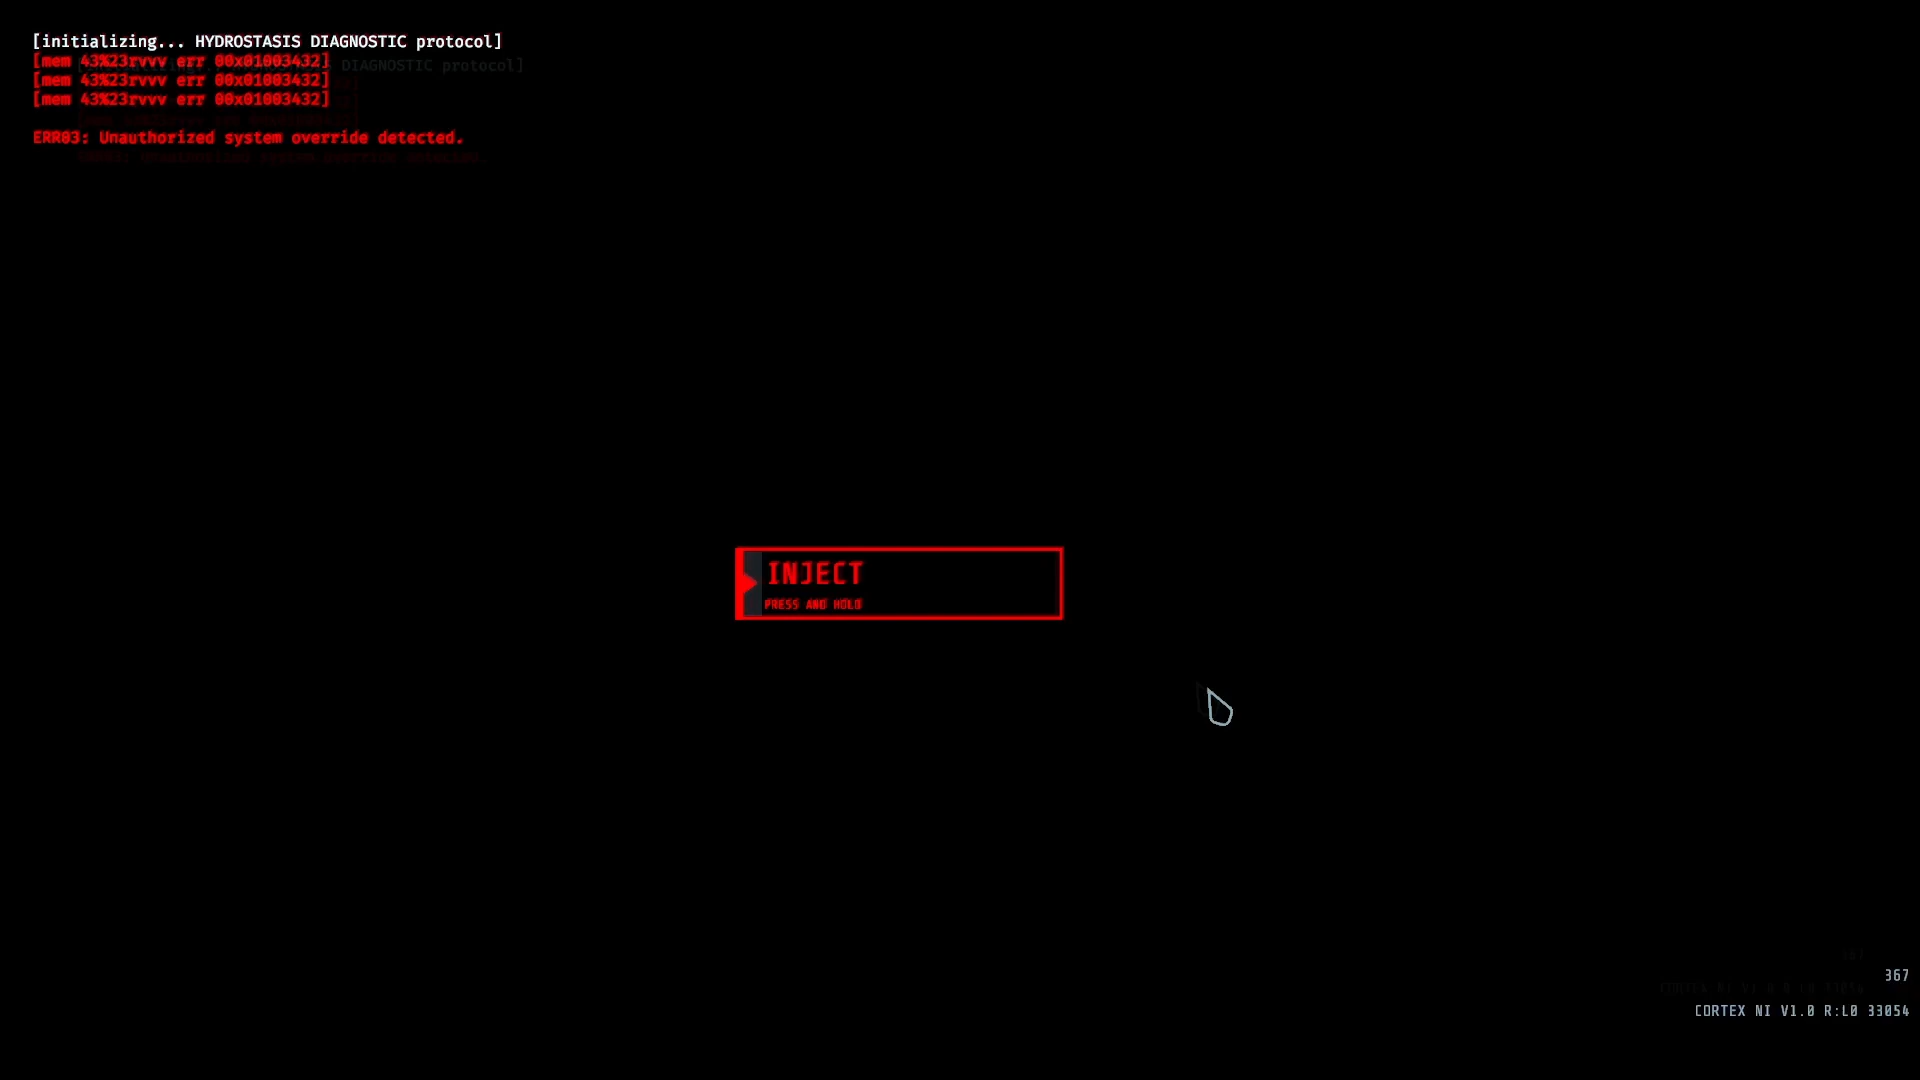 [initializing... HYDROSTASIS DIAGNOSTIC protocol]
[mem 43%23rvvv err 00x01003432]
[mem 43%23rvvv err 00x01003432]
[mem 43%23rvvv err 00x01003432]
ERR03: Unauthorized system override detected.
INJECT
PRESS AND HOLD
367
CORTEX NI V1.0 R:L0 33054